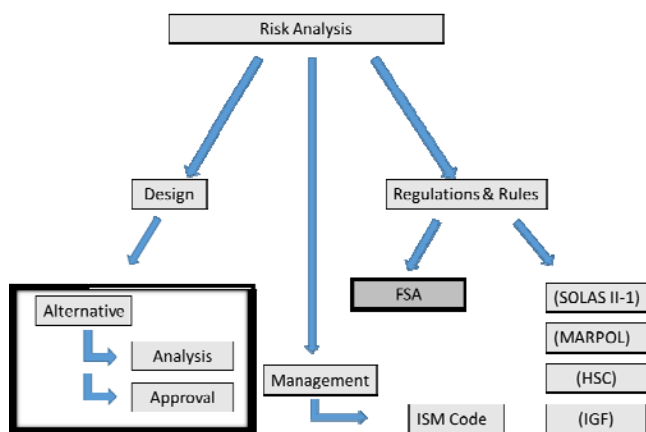 Risk Analysis
Design
Regulations & Rules
FSA
(SOLAS II-1)
Alternative
(MARPOL)
Analysis
Management
(HSC)
Approval
ISM Code
(IGF)